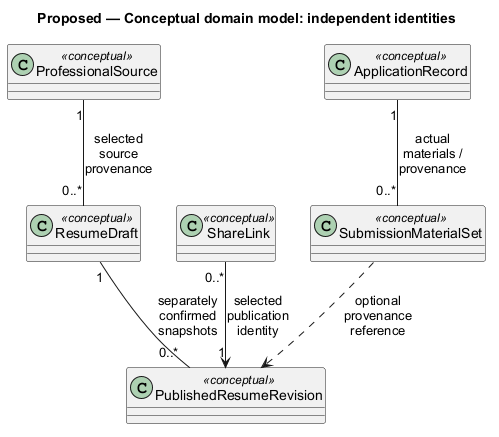 Proposed — Conceptual domain model: independent identities
C «conceptual»
ProfessionalSource
C «conceptual»
ApplicationRecord
1
selected
source
provenance
0..*
1
actual
materials /
provenance
0..*
C «conceptual»
ResumeDraft
C «conceptual»
ShareLink
C «conceptual»
SubmissionMaterialSet
1
separately
confirmed
snapshots
0..*
0..*
selected
publication
identity
1
optional
provenance
reference
C «conceptual»
PublishedResumeRevision